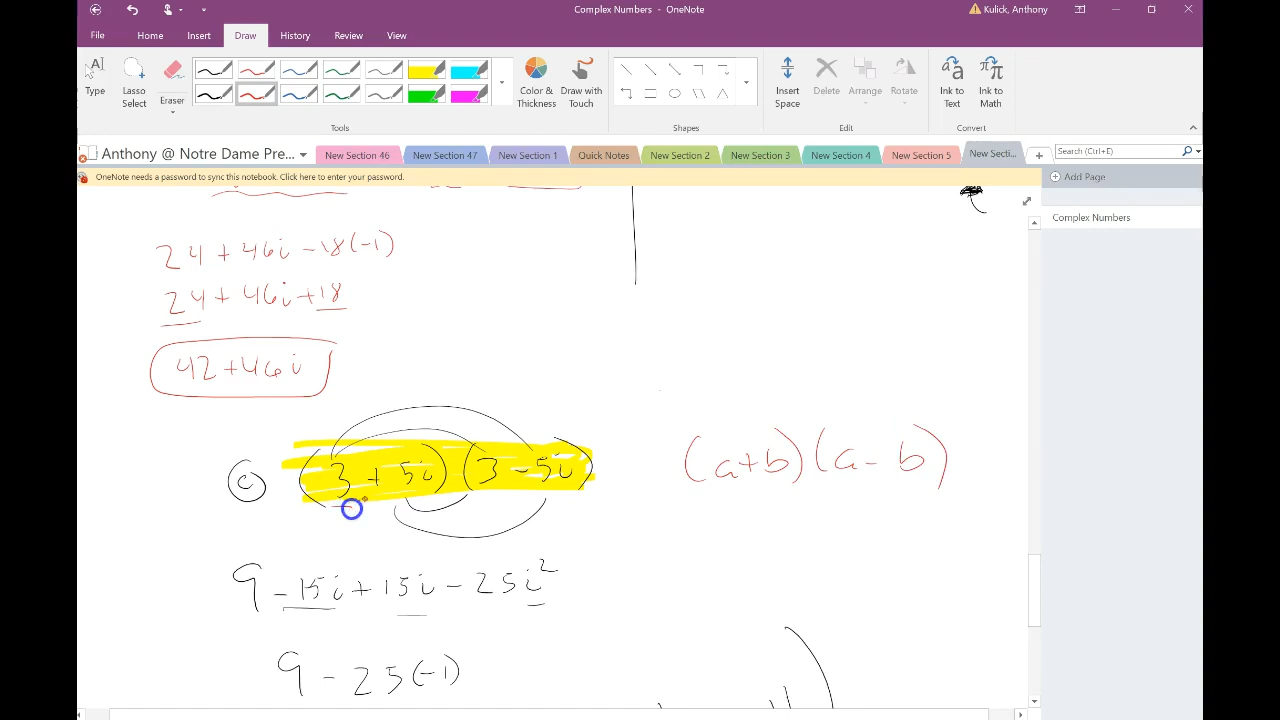 Complex Numbers - OneNote
Kulick, Anthony
File Home Insert Draw History Review View
Type
Lasso Select
Eraser
Color & Thickness
Draw with Touch
Insert Space
Delete
Arrange
Rotate
Ink to Text
Ink to Math
Tools
Shapes
Edit
Convert
Anthony @ Notre Dame Pre...
New Section 46
New Section 47
New Section 1
Quick Notes
New Section 2
New Section 3
New Section 4
New Section 5
New Secti...
Search (Ctrl+E)
OneNote needs a password to sync this notebook. Click here to enter your password.
Add Page
Complex Numbers
24 + 46i - 18(-1)
24 + 46i + 18
42 + 46i
c (3 + 5i)(3 - 5i) (a+b)(a - b)
9 - 15i + 15i - 25i²
9 - 25(-1)